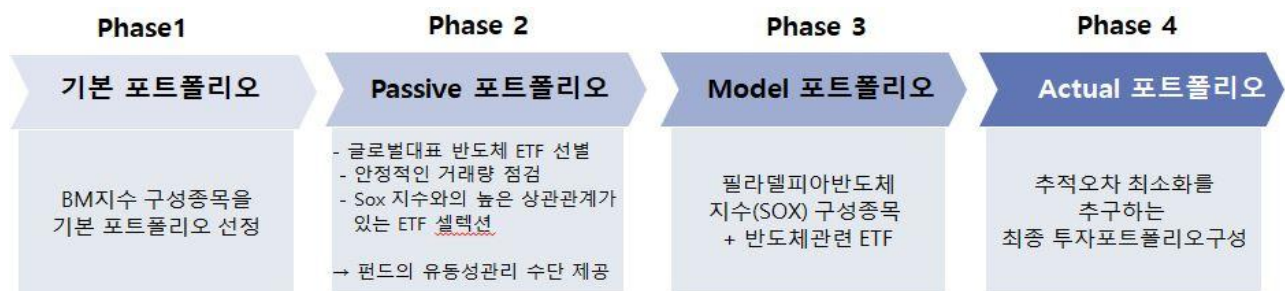 Phase1
기본 포트폴리오
BM지수 구성종목을
기본 포트폴리오 선정
Phase 2
Passive 포트폴리오
- 글로벌대표 반도체 ETF 선별
- 안정적인 거래량 점검
- Sox 지수와의 높은 상관관계가
있는 ETF 셀렉션
→ 펀드의 유동성관리 수단 제공
Phase 3
Model 포트폴리오
필라델피아반도체
지수(SOX) 구성종목
+ 반도체관련 ETF
Phase 4
Actual 포트폴리오
추적오차 최소화를
추구하는
최종 투자포트폴리오구성